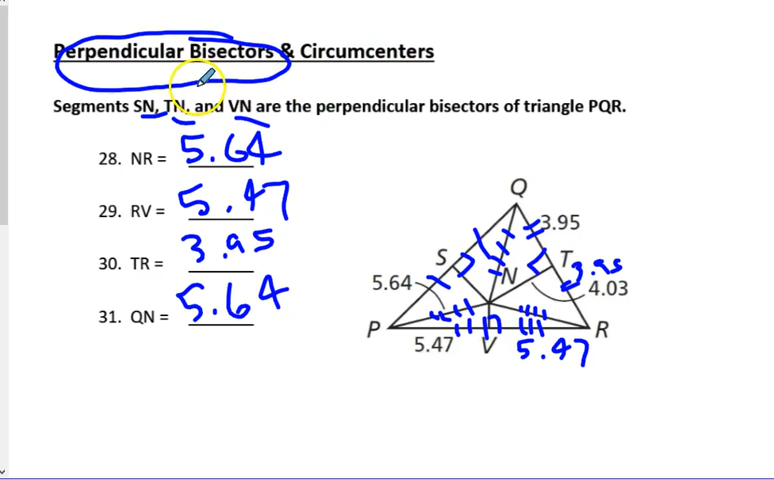 Perpendicular Bisectors & Circumcenters
Segments SN, TN, and VN are the perpendicular bisectors of triangle PQR.
28. NR = 5.64
29. RV = 5.47
30. TR = 3.95
31. QN = 5.64
Q
3.95
S
T
3.95
N
5.64
4.03
P
R
5.47
V
5.47